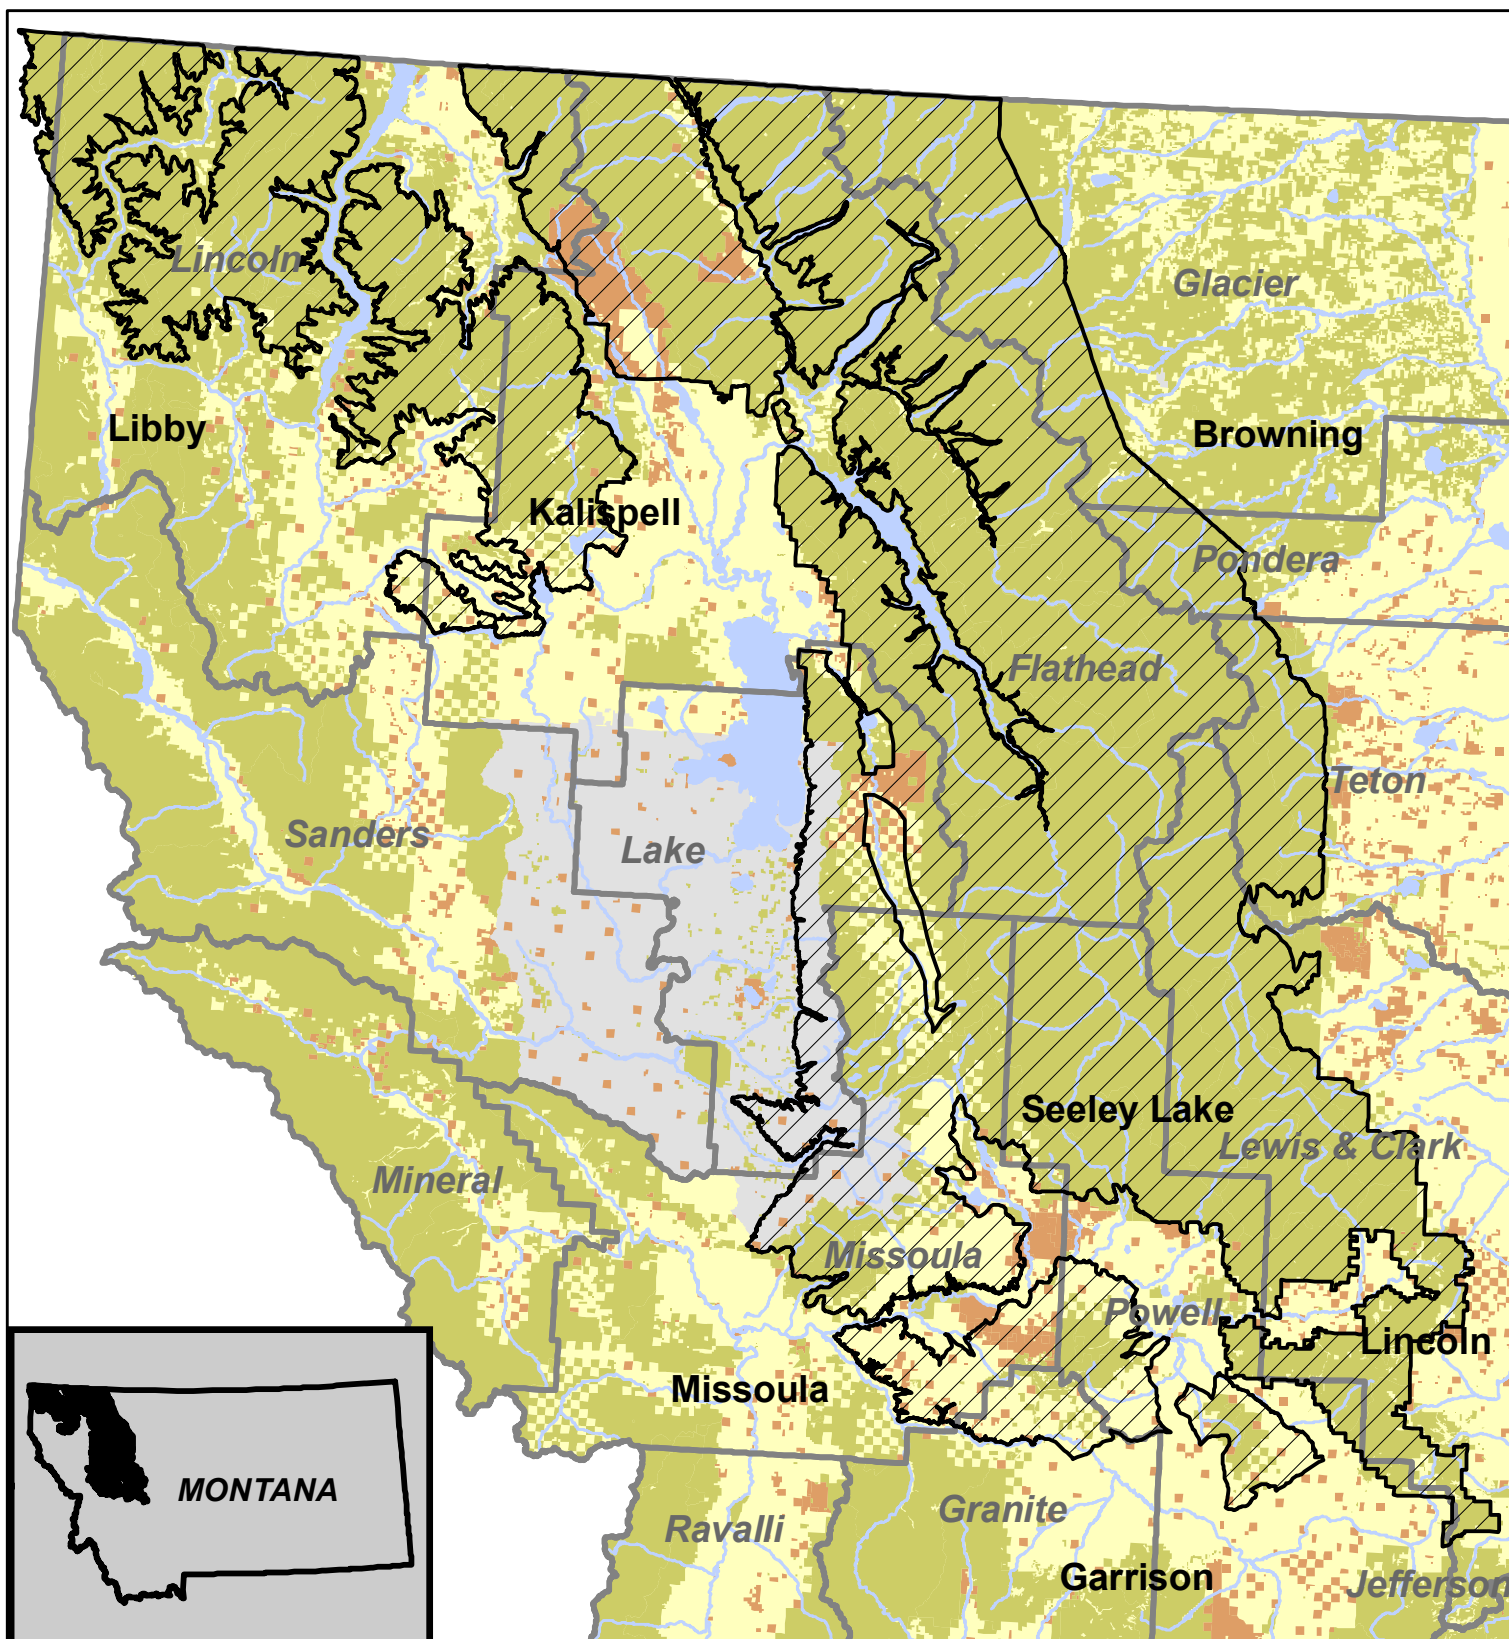 Lincoln
Glacier
Libby
Browning
Kalispell
Pondera
Flathead
Teton
Sanders
Lake
Seeley Lake
Lewis & Clark
Mineral
Missoula
Powell
Lincoln
Missoula
MONTANA
Granite
Ravalli
Garrison
Jefferson